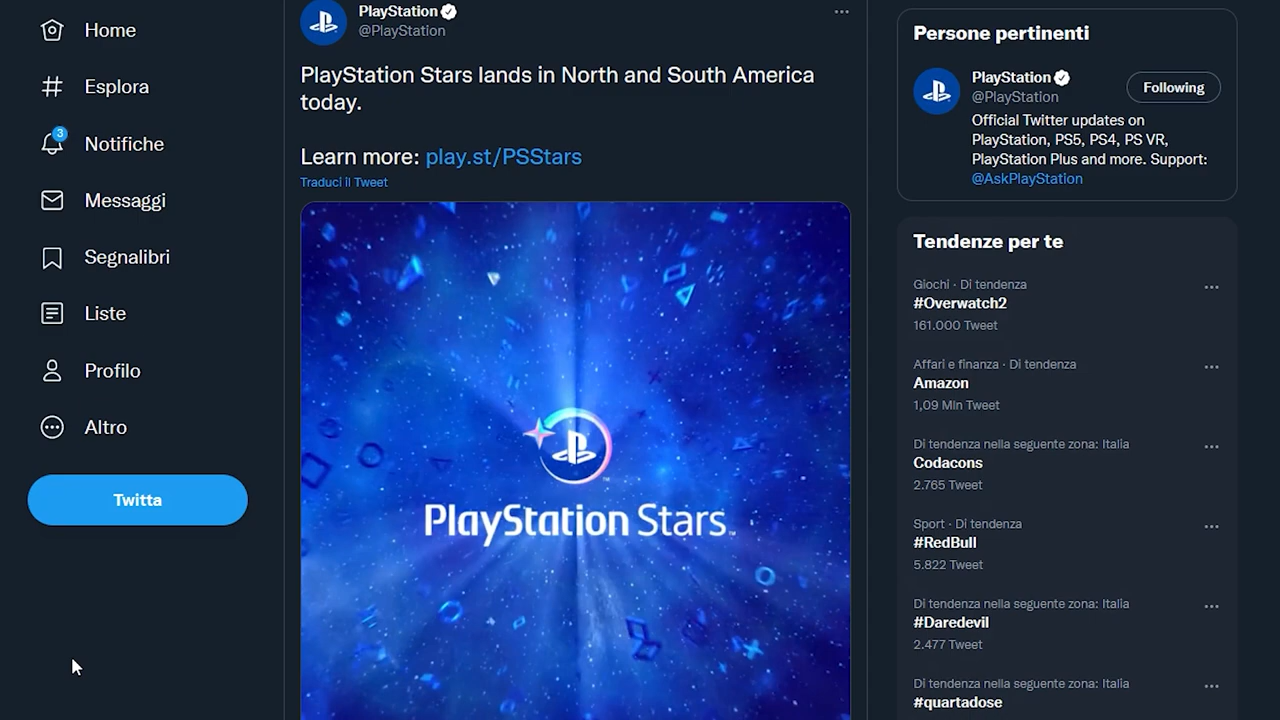 Home
Esplora
3
Notifiche
Messaggi
Segnalibri
Liste
Profilo
Altro
Twitta
PlayStation
@PlayStation
PlayStation Stars lands in North and South America
today.
Learn more: play.st/PSStars
Traduci il Tweet
PlayStation Stars™
Persone pertinenti
PlayStation
@PlayStation
Following
Official Twitter updates on
PlayStation, PS5, PS4, PS VR,
PlayStation Plus and more. Support:
@AskPlayStation
Tendenze per te
Giochi · Di tendenza
#Overwatch2
161.000 Tweet
Affari e finanza · Di tendenza
Amazon
1,09 Mln Tweet
Di tendenza nella seguente zona: Italia
Codacons
2.765 Tweet
Sport · Di tendenza
#RedBull
5.822 Tweet
Di tendenza nella seguente zona: Italia
#Daredevil
2.477 Tweet
Di tendenza nella seguente zona: Italia
#quartadose